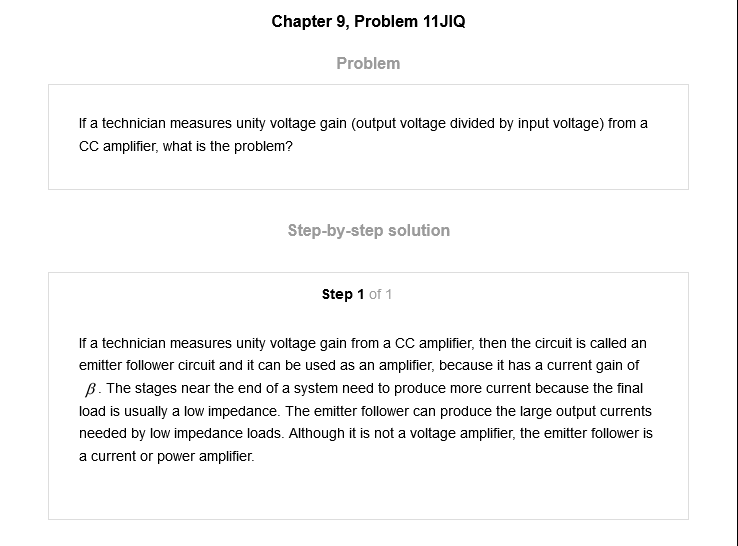 Chapter 9, Problem 11JIQ
Problem
If a technician measures unity voltage gain (output voltage divided by input voltage) from a
CC amplifier, what is the problem?
Step-by-step solution
Step 1 of 1
If a technician measures unity voltage gain from a CC amplifier, then the circuit is called an
emitter follower circuit and it can be used as an amplifier, because it has a current gain of
β. The stages near the end of a system need to produce more current because the final
load is usually a low impedance. The emitter follower can produce the large output currents
needed by low impedance loads. Although it is not a voltage amplifier, the emitter follower is
a current or power amplifier.